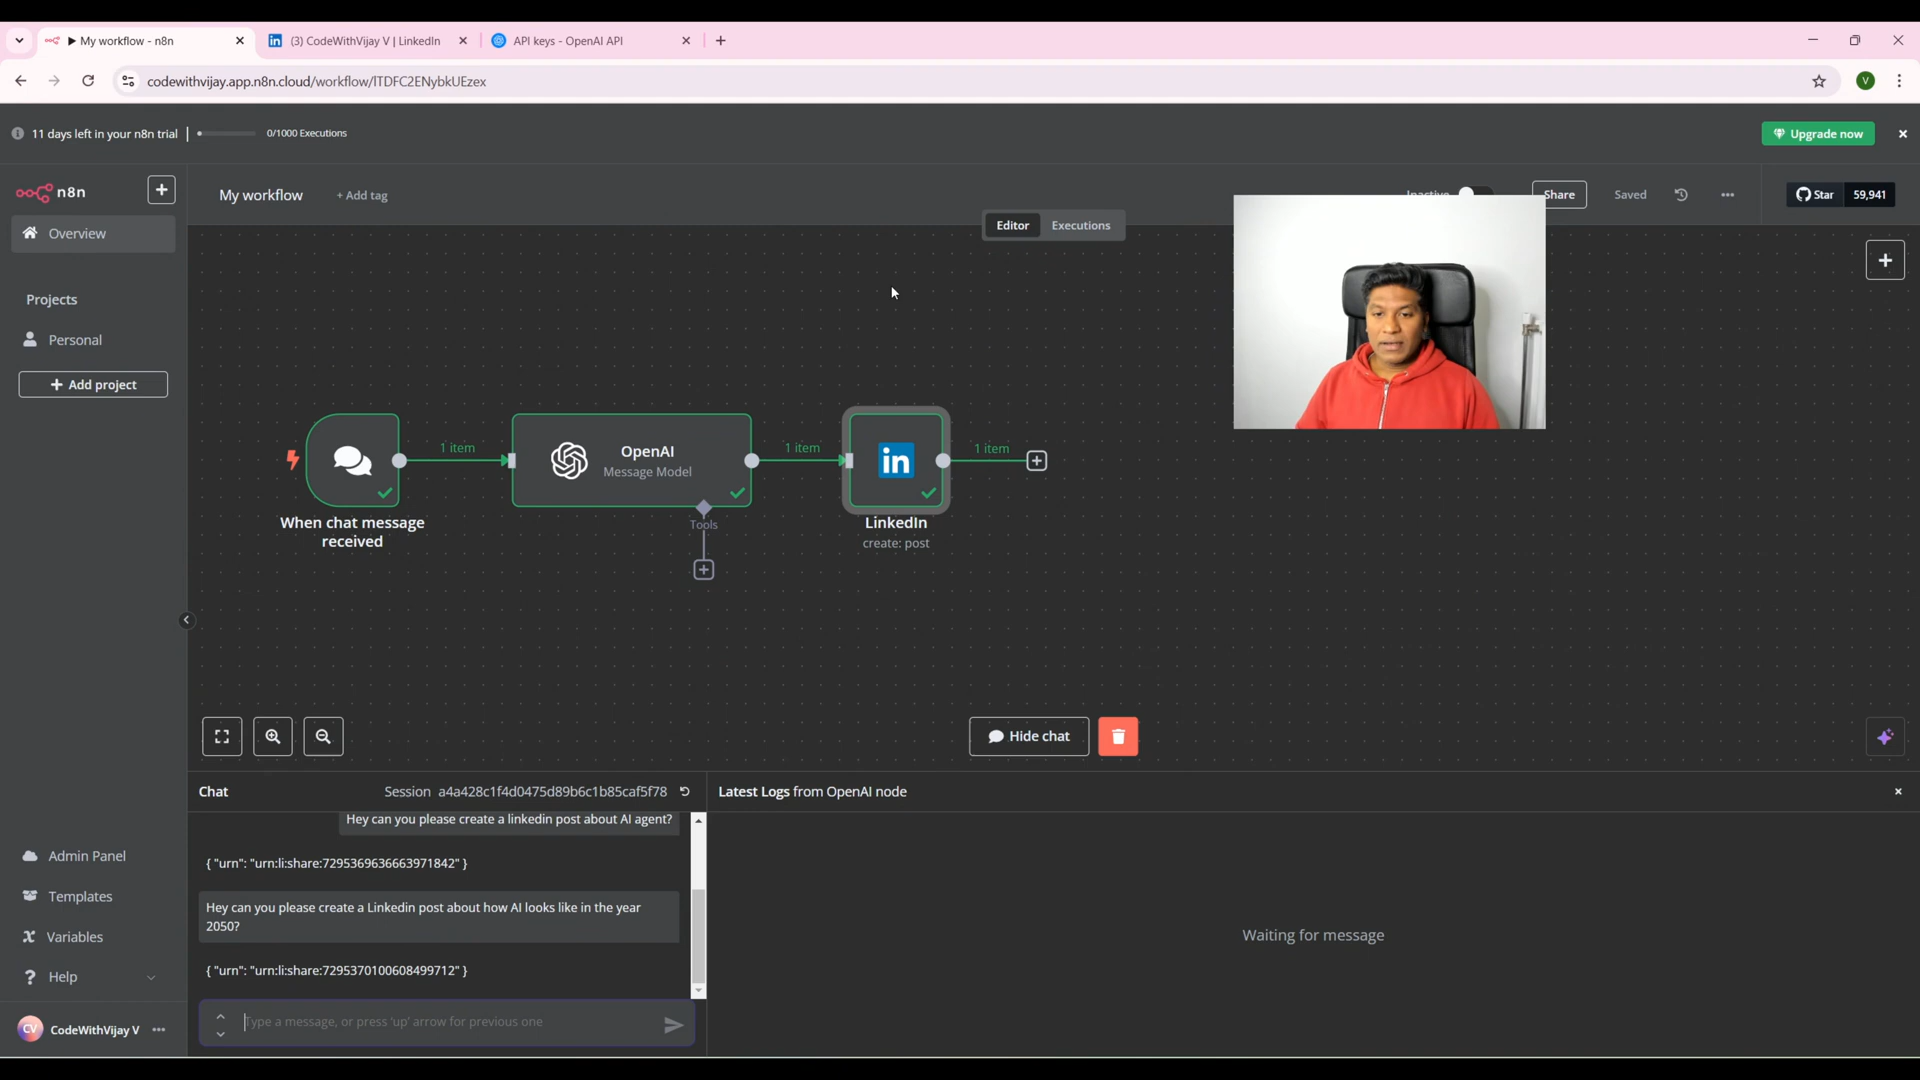 My workflow - n8n
(3) CodeWithVijay V | LinkedIn
API keys - OpenAI API
codewithvijay.app.n8n.cloud/workflow/lTDFC2ENybkUEzex
V
11 days left in your n8n trial
0/1000 Executions
Upgrade now
n8n
My workflow
+ Add tag
Inactive
Share
Saved
Star
59,941
Editor
Executions
Overview
Projects
Personal
Add project
1 item
OpenAI
Message Model
1 item
in
1 item
When chat message
received
Tools
LinkedIn
create: post
Hide chat
Chat
Session a4a428c1f4d0475d89b6c1b85caf5f78
Latest Logs from OpenAI node
Hey can you please create a linkedin post about AI agent?
{ "urn": "urn:li:share:7295369636663971842" }
Hey can you please create a Linkedin post about how AI looks like in the year
2050?
{ "urn": "urn:li:share:7295370100608499712" }
Type a message, or press 'up' arrow for previous one
Waiting for message
Admin Panel
Templates
Variables
Help
CV
CodeWithVijay V